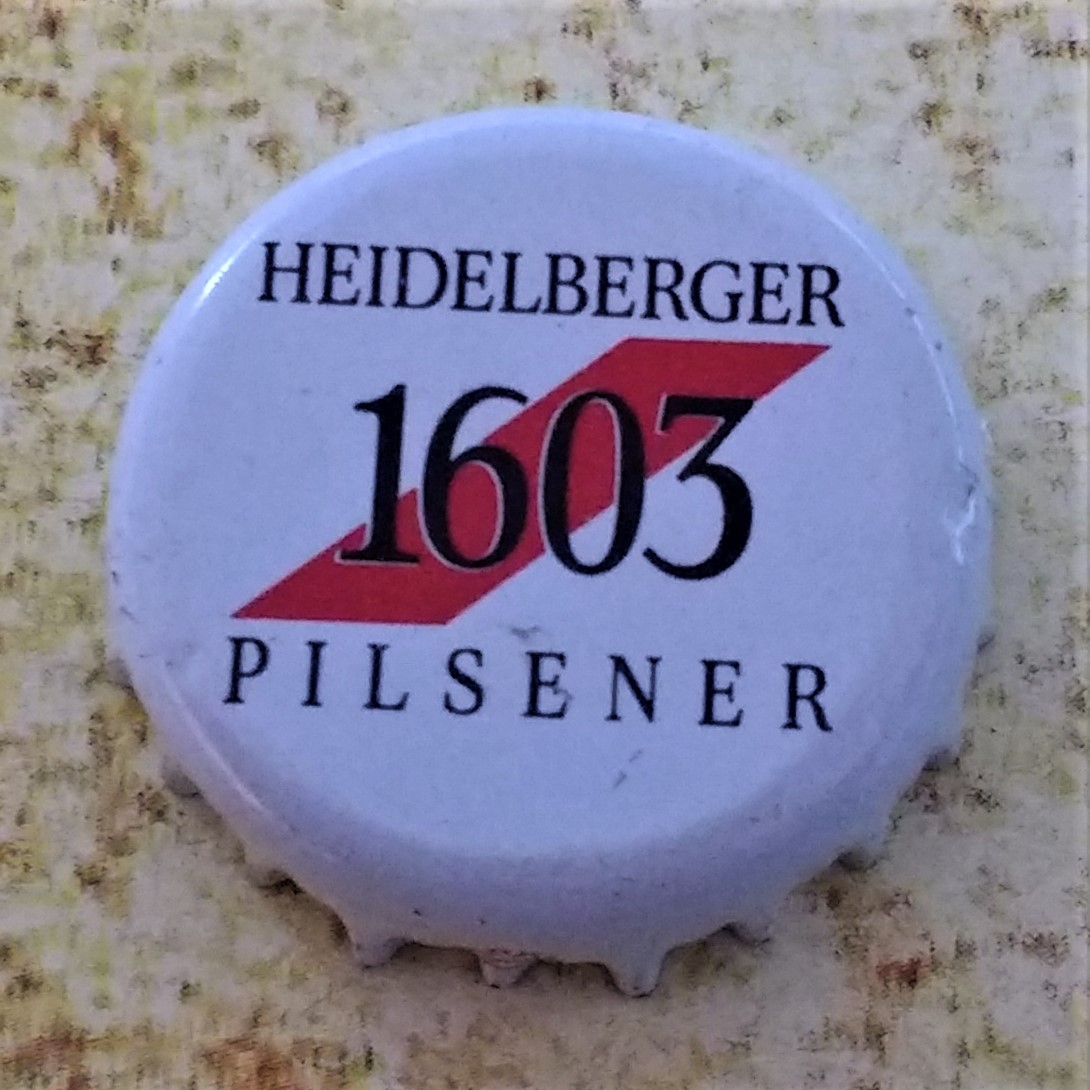 HEIDELBERGER
1603
PILSENER